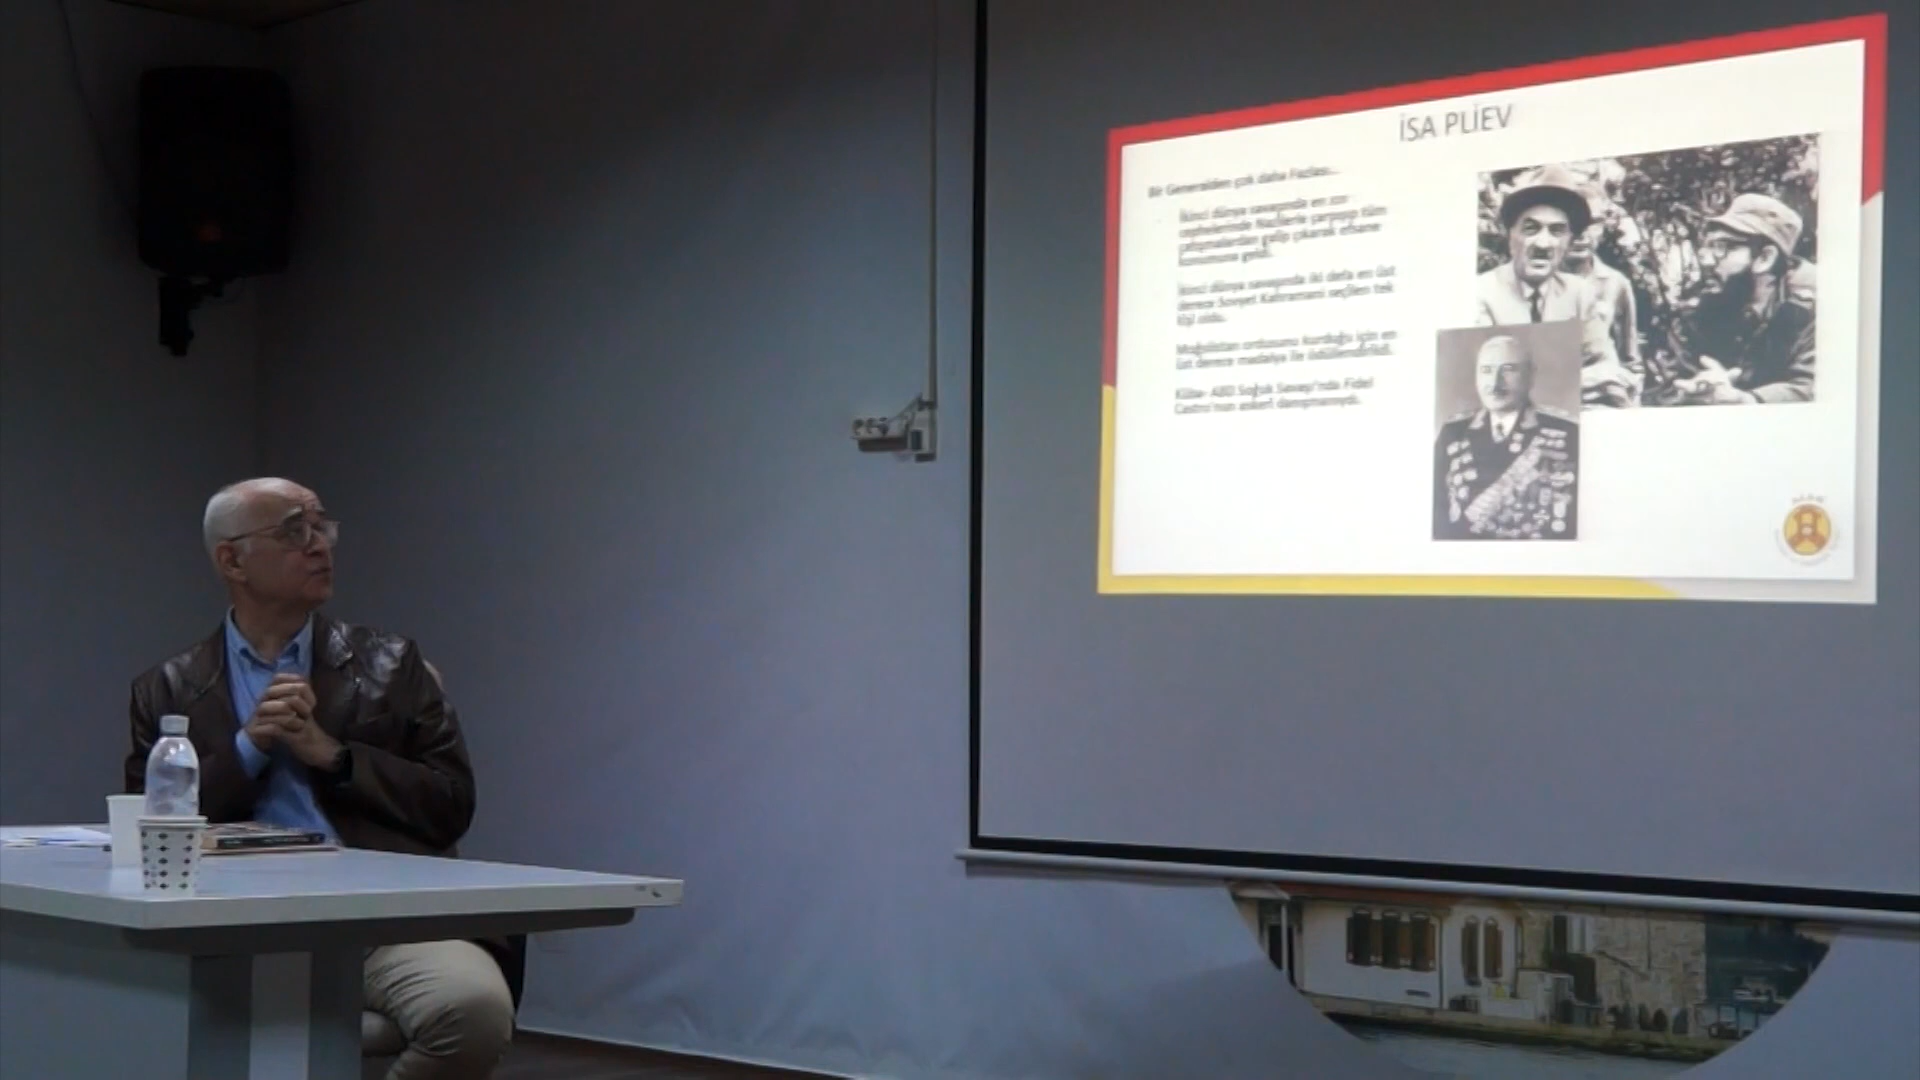 İSA PLİEV
Bir Generalden çok daha Fazlası..
İkinci dünya savaşında en zor
cephelerinde Nazilerle çarpışıp tüm
çatışmalardan galip çıkarak efsane
konumuna geldi.
İkinci dünya savaşında iki defa en üst
derece Sovyet Kahramanı seçilen tek
kişi oldu.
Moğolistan ordusunu kurduğu için en
üst derece madalya ile ödüllendirildi.
Küba- ABD Soğuk Savaşı'nda Fidel
Castro'nun askeri danışmanıydı.